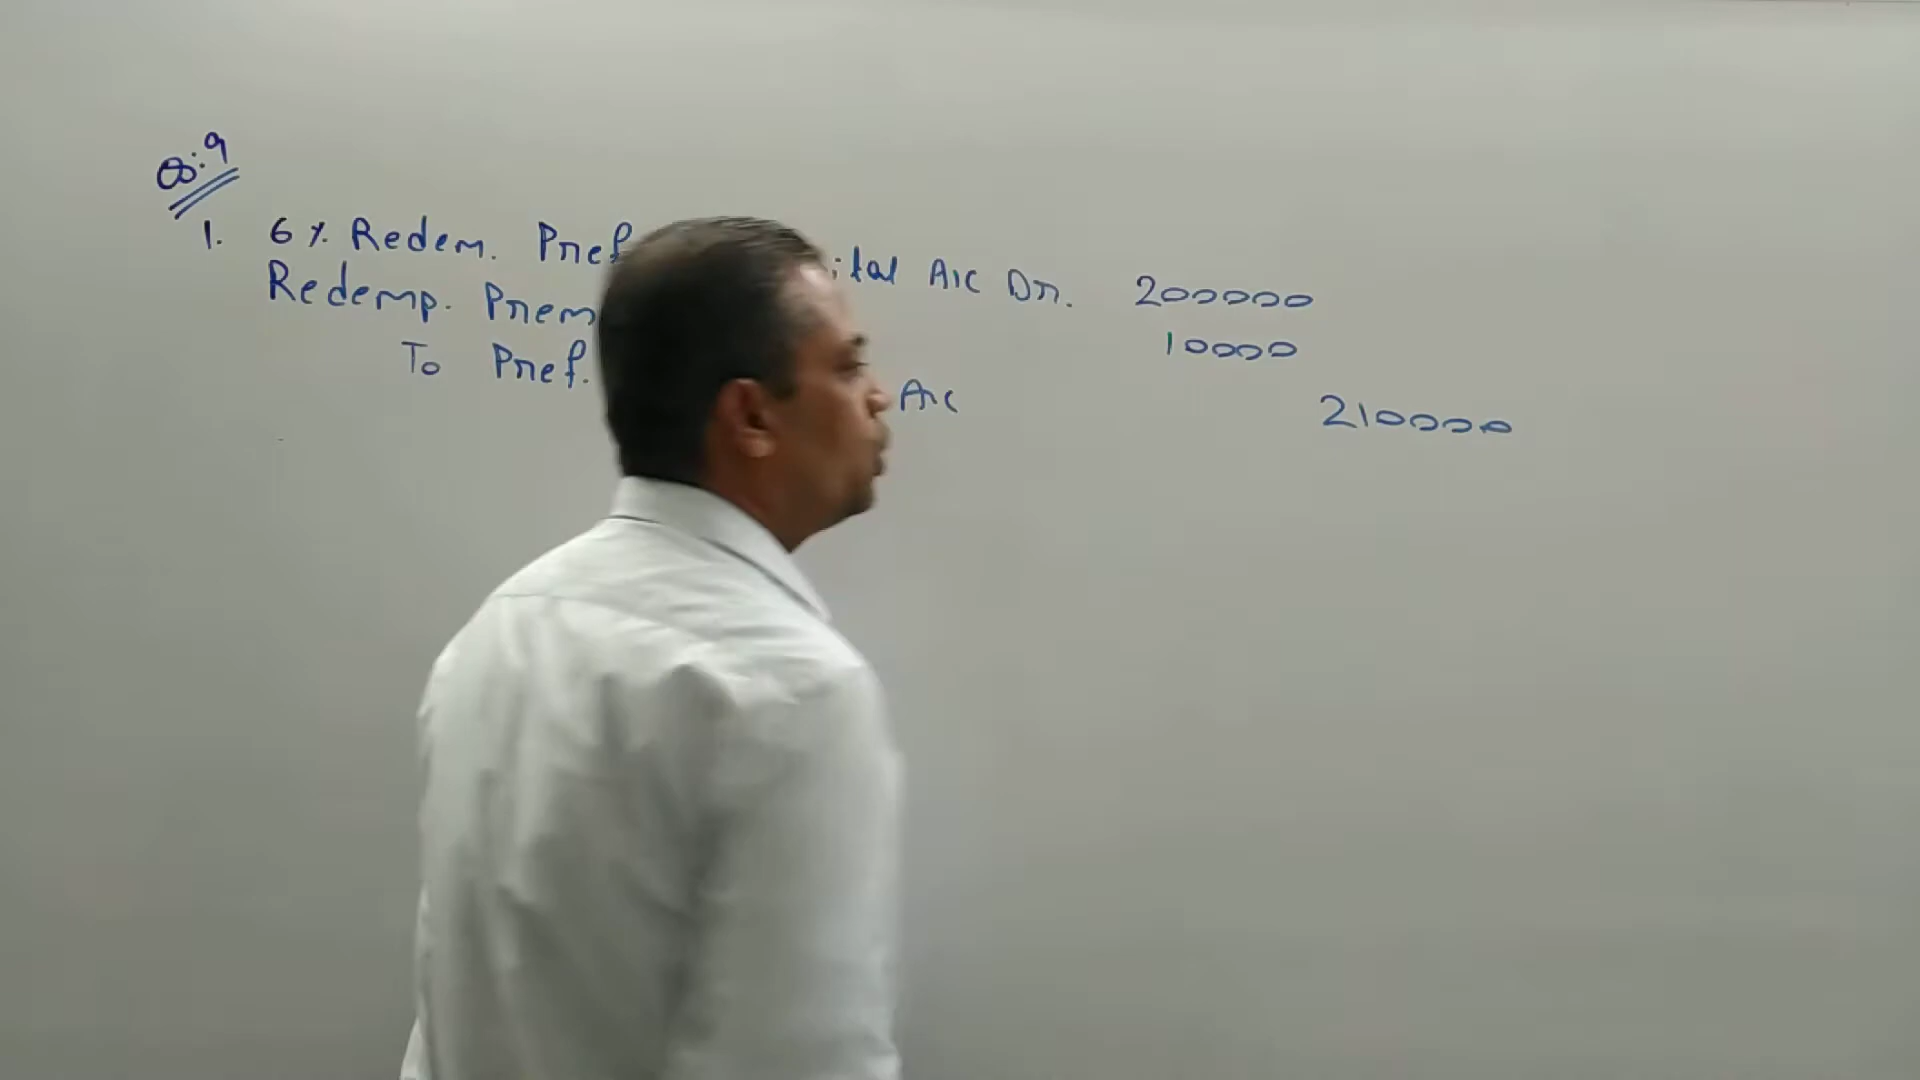 Q:9
1. 6%. Redem. Pref ital A/C Dr. 200000
Redemp. Prem 10000
To Pref. A/C 210000